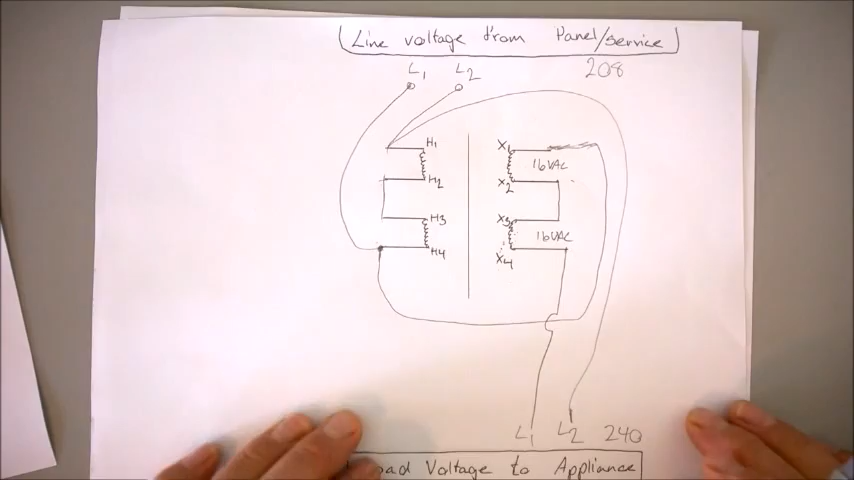 Line voltage from Panel/service
L1 L2 208
H1 X1
16VAC
H2 X2
H3 X3
16VAC
H4 X4
L1 L2 240
oad Voltage to Appliance